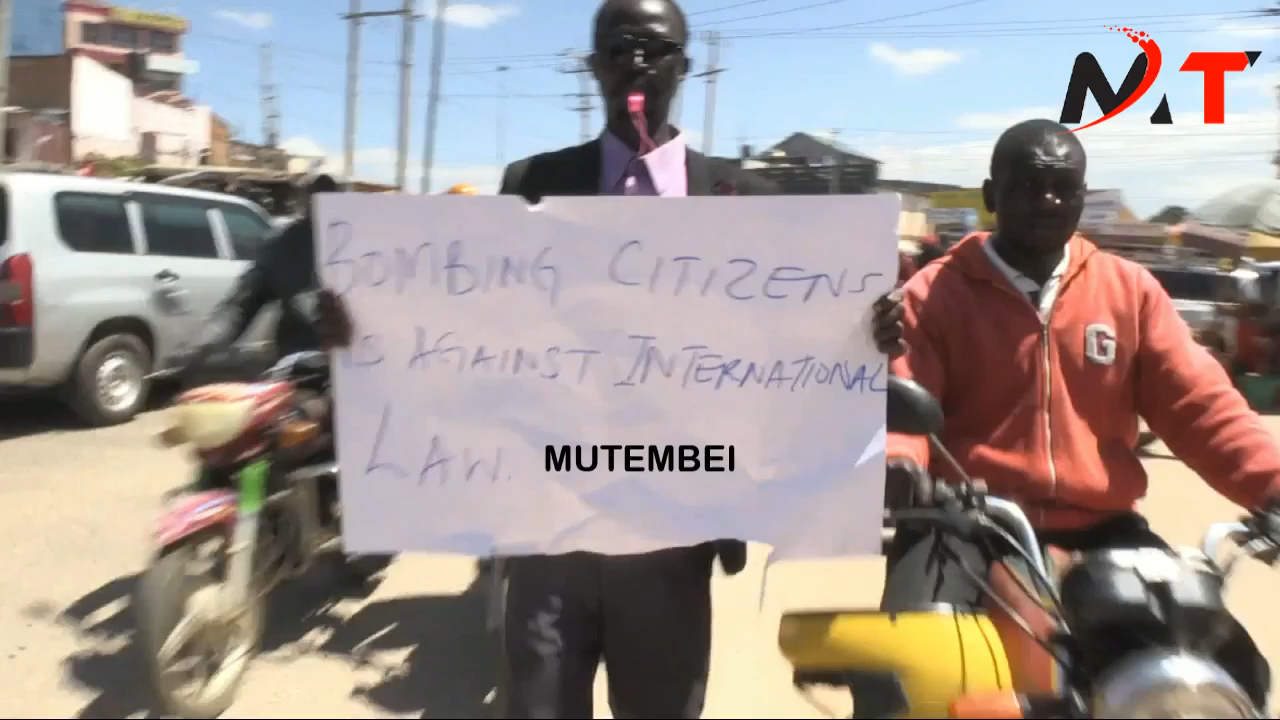 MT
BOMBING CITIZENS
IS AGAINST INTERNATIONAL
LAW.
MUTEMBEI
G